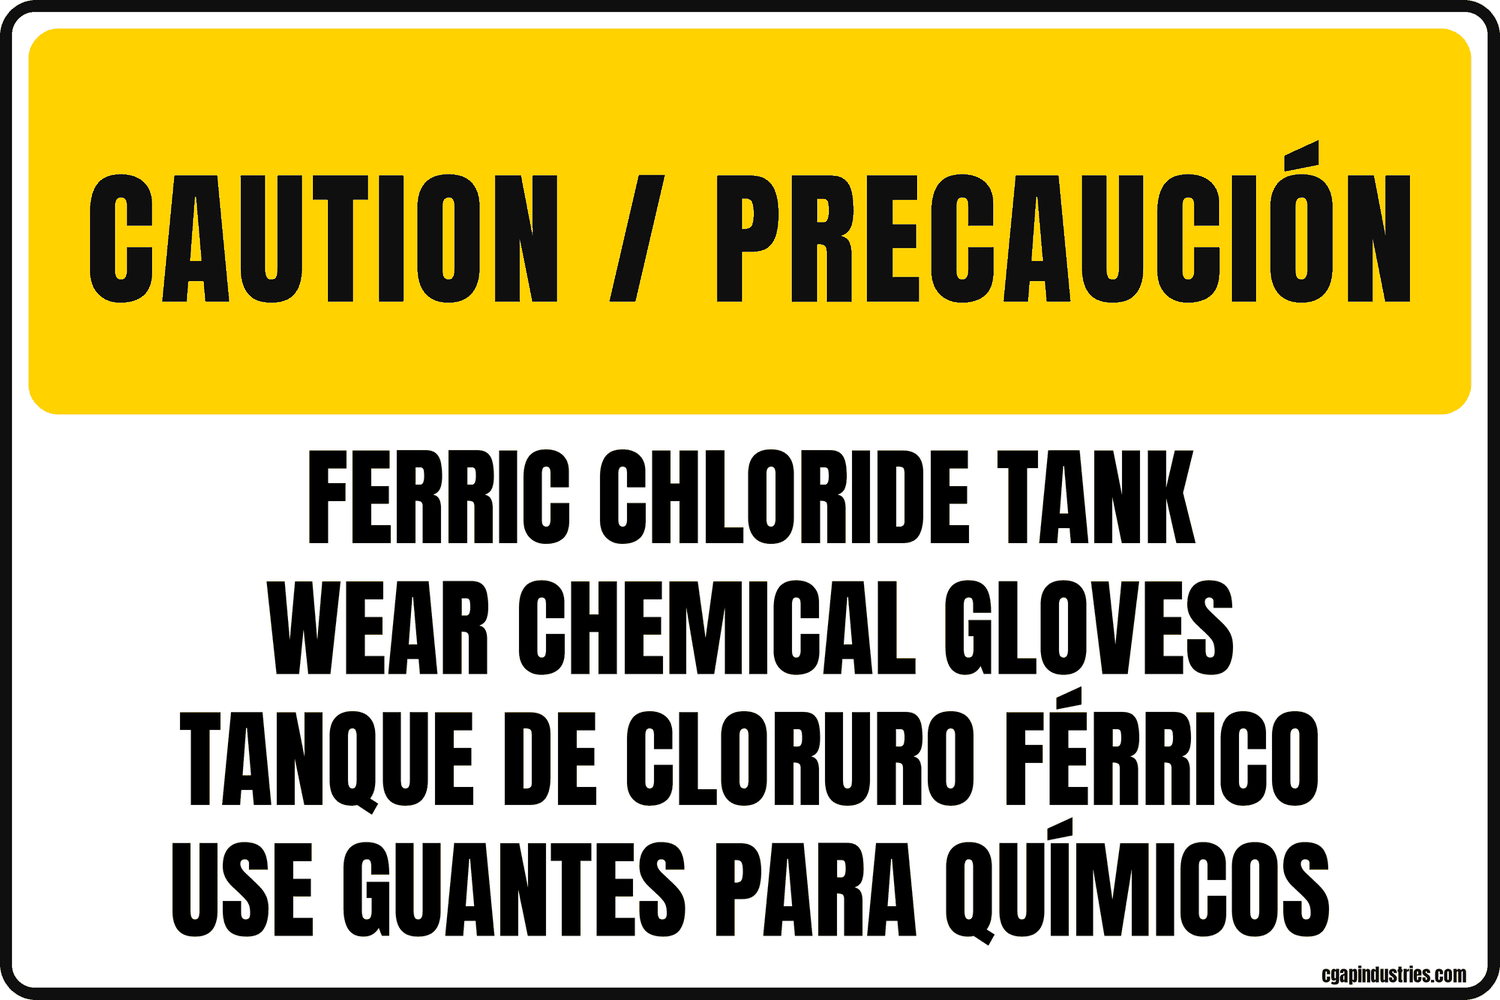 CAUTION / PRECAUCIÓN
FERRIC CHLORIDE TANK
WEAR CHEMICAL GLOVES
TANQUE DE CLORURO FÉRRICO
USE GUANTES PARA QUÍMICOS
cgapindustries.com